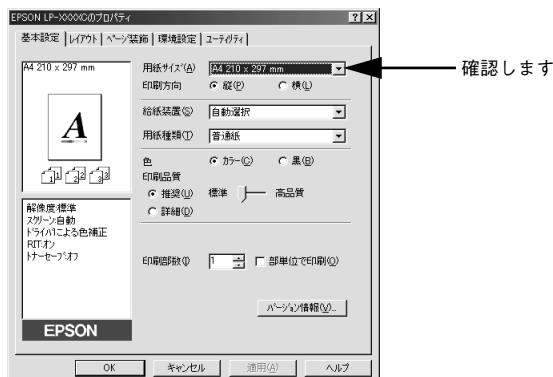 EPSON LP-XXXXCのプロパティ
基本設定 レイアウト ページ装飾 環境設定 ユーティリティ
A4 210 x 297 mm
A
1 1 2 2 3 3
解像度:標準
スクリーン:自動
ドライバによる色補正
RIT:オン
トナーセーブ:オフ
EPSON
用紙サイズ(A) A4 210 x 297 mm
印刷方向 縦(P) 横(L)
給紙装置(S) 自動選択
用紙種類(T) 普通紙
色 カラー(C) 黒(B)
印刷品質
推奨(U) 標準 高品質
詳細(D)
印刷部数(I) 1 部単位で印刷(O)
バージョン情報(V)...
OK キャンセル 適用(A) ヘルプ
確認します